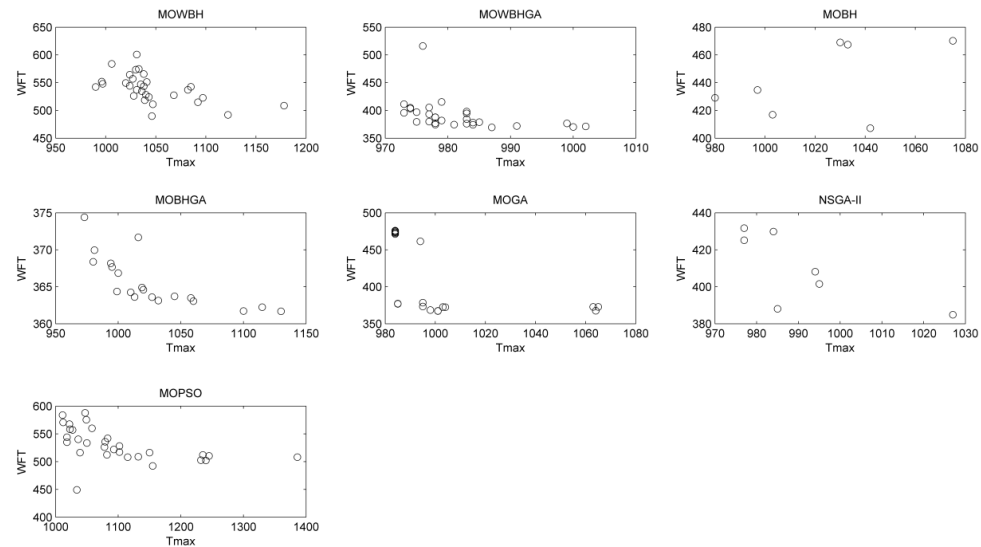 MOWBH
WFT
650
600
550
500
450
950 1000 1050 1100 1150 1200
Tmax
MOWBHGA
WFT
550
500
450
400
350
970 975 980 985 990 995 1000 1005 1010
Tmax
MOBH
WFT
480
460
440
420
400
980 1000 1020 1040 1060 1080
Tmax
MOBHGA
WFT
375
370
365
360
950 1000 1050 1100 1150
Tmax
MOGA
WFT
500
450
400
350
980 1000 1020 1040 1060 1080
Tmax
NSGA-II
WFT
440
420
400
380
970 980 990 1000 1010 1020 1030
Tmax
MOPSO
WFT
600
550
500
450
400
1000 1100 1200 1300 1400
Tmax